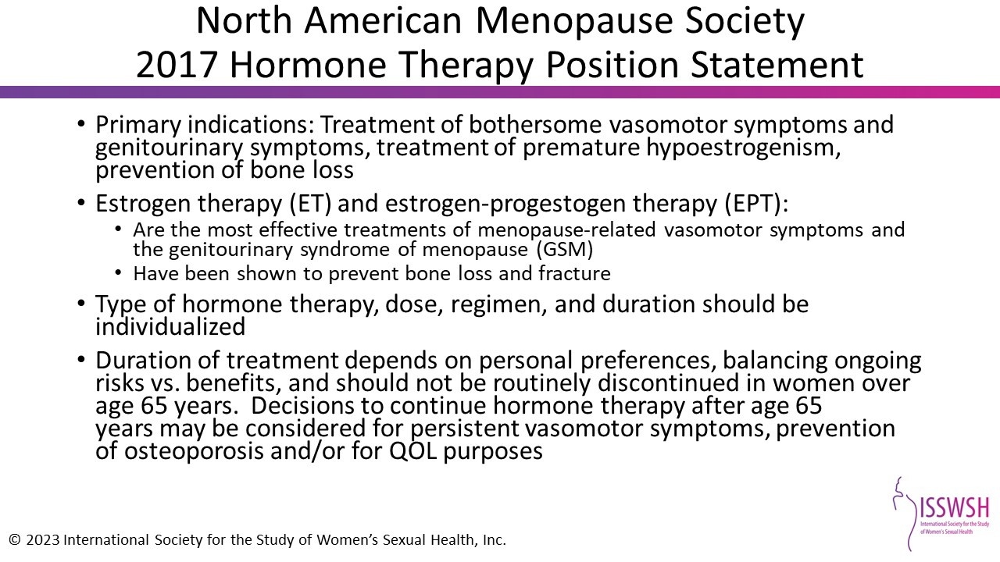 North American Menopause Society
2017 Hormone Therapy Position Statement
• Primary indications: Treatment of bothersome vasomotor symptoms and
genitourinary symptoms, treatment of premature hypoestrogenism,
prevention of bone loss
• Estrogen therapy (ET) and estrogen-progestogen therapy (EPT):
• Are the most effective treatments of menopause-related vasomotor symptoms and
the genitourinary syndrome of menopause (GSM)
• Have been shown to prevent bone loss and fracture
• Type of hormone therapy, dose, regimen, and duration should be
individualized
• Duration of treatment depends on personal preferences, balancing ongoing
risks vs. benefits, and should not be routinely discontinued in women over
age 65 years.  Decisions to continue hormone therapy after age 65
years may be considered for persistent vasomotor symptoms, prevention
of osteoporosis and/or for QOL purposes
ISSWSH
International Society for the Study
of Women's Sexual Health
© 2023 International Society for the Study of Women’s Sexual Health, Inc.